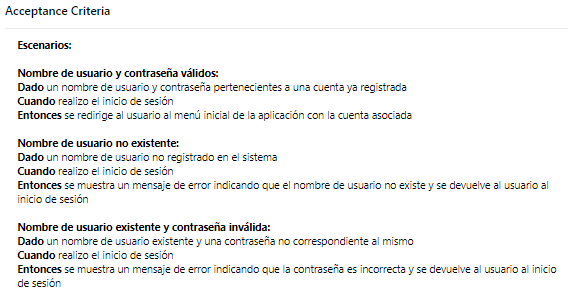 Acceptance Criteria
Escenarios:
Nombre de usuario y contraseña válidos:
Dado un nombre de usuario y contraseña pertenecientes a una cuenta ya registrada
Cuando realizo el inicio de sesión
Entonces se redirige al usuario al menú inicial de la aplicación con la cuenta asociada
Nombre de usuario no existente:
Dado un nombre de usuario no registrado en el sistema
Cuando realizo el inicio de sesión
Entonces se muestra un mensaje de error indicando que el nombre de usuario no existe y se devuelve al usuario al
inicio de sesión
Nombre de usuario existente y contraseña inválida:
Dado un nombre de usuario existente y una contraseña no correspondiente al mismo
Cuando realizo el inicio de sesión
Entonces se muestra un mensaje de error indicando que la contraseña es incorrecta y se devuelve al usuario al inicio
de sesión